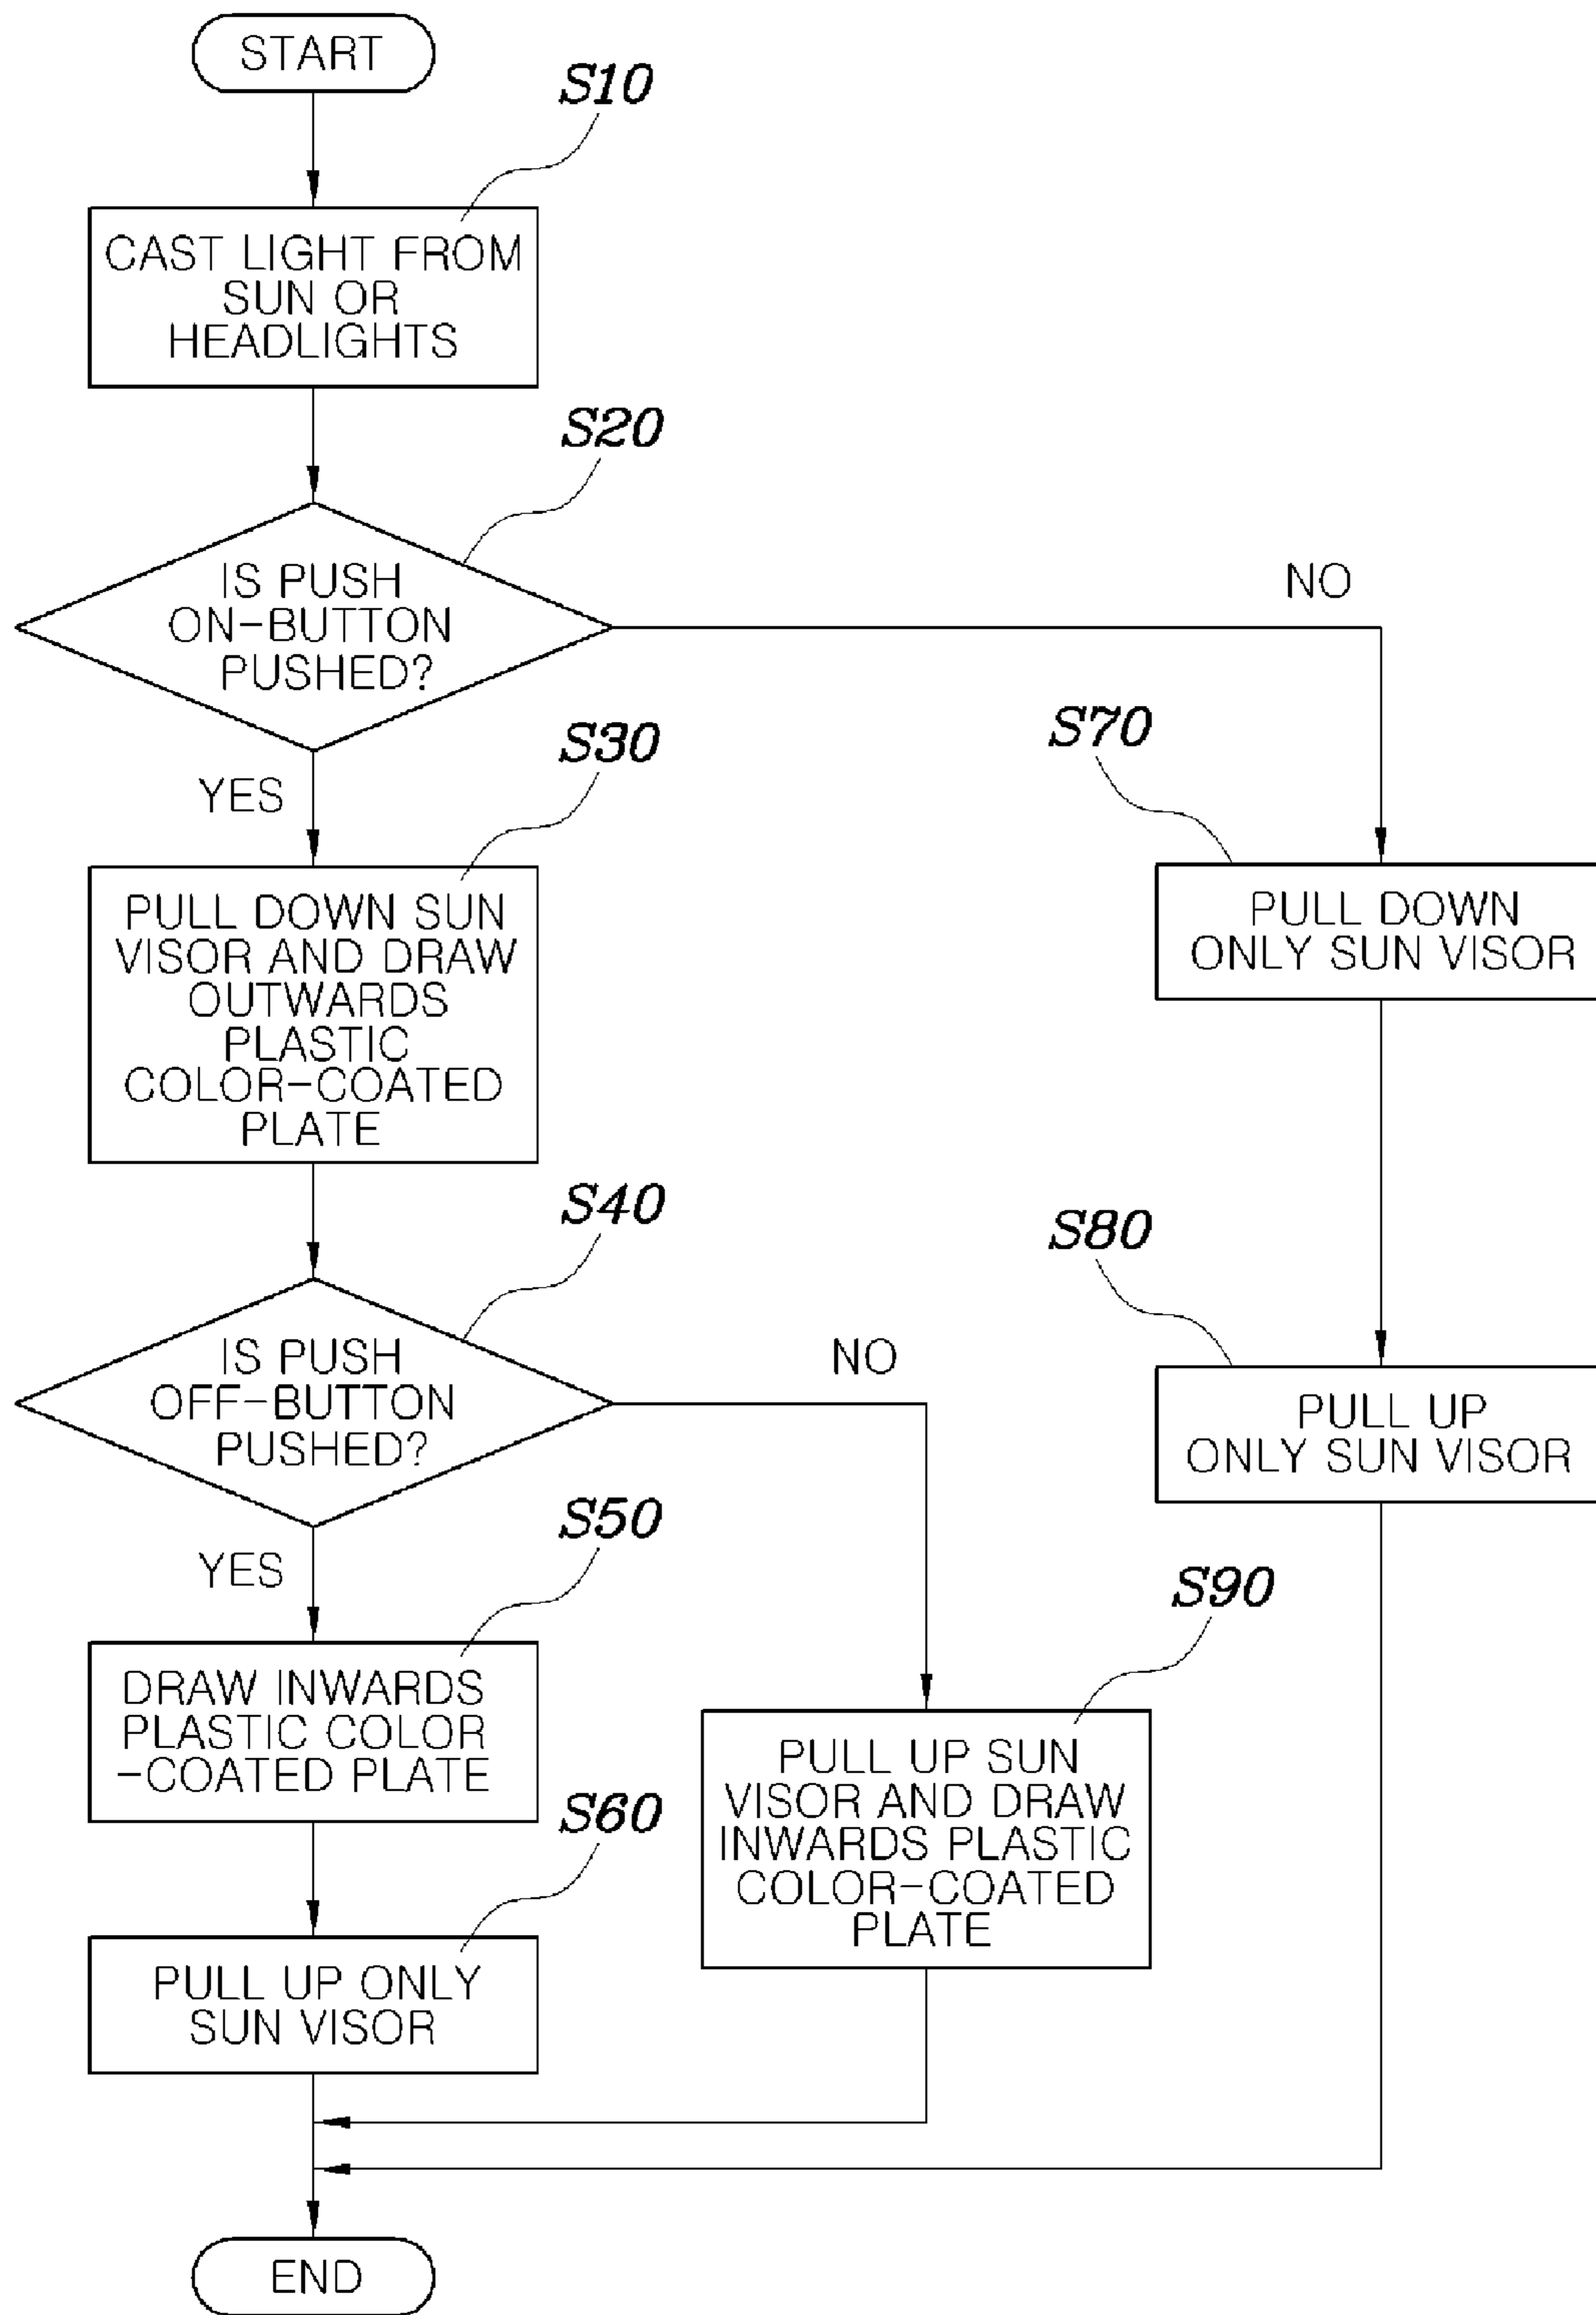 START
S10
CAST LIGHT FROM
SUN OR
HEADLIGHTS
S20
IS PUSH
ON-BUTTON
PUSHED?
NO
YES
S30
PULL DOWN SUN
VISOR AND DRAW
OUTWARDS
PLASTIC
COLOR-COATED
PLATE
S70
PULL DOWN
ONLY SUN VISOR
S40
IS PUSH
OFF-BUTTON
PUSHED?
NO
YES
S80
PULL UP
ONLY SUN VISOR
S50
DRAW INWARDS
PLASTIC COLOR
-COATED PLATE
S90
PULL UP SUN
VISOR AND DRAW
INWARDS PLASTIC
COLOR-COATED
PLATE
S60
PULL UP ONLY
SUN VISOR
END